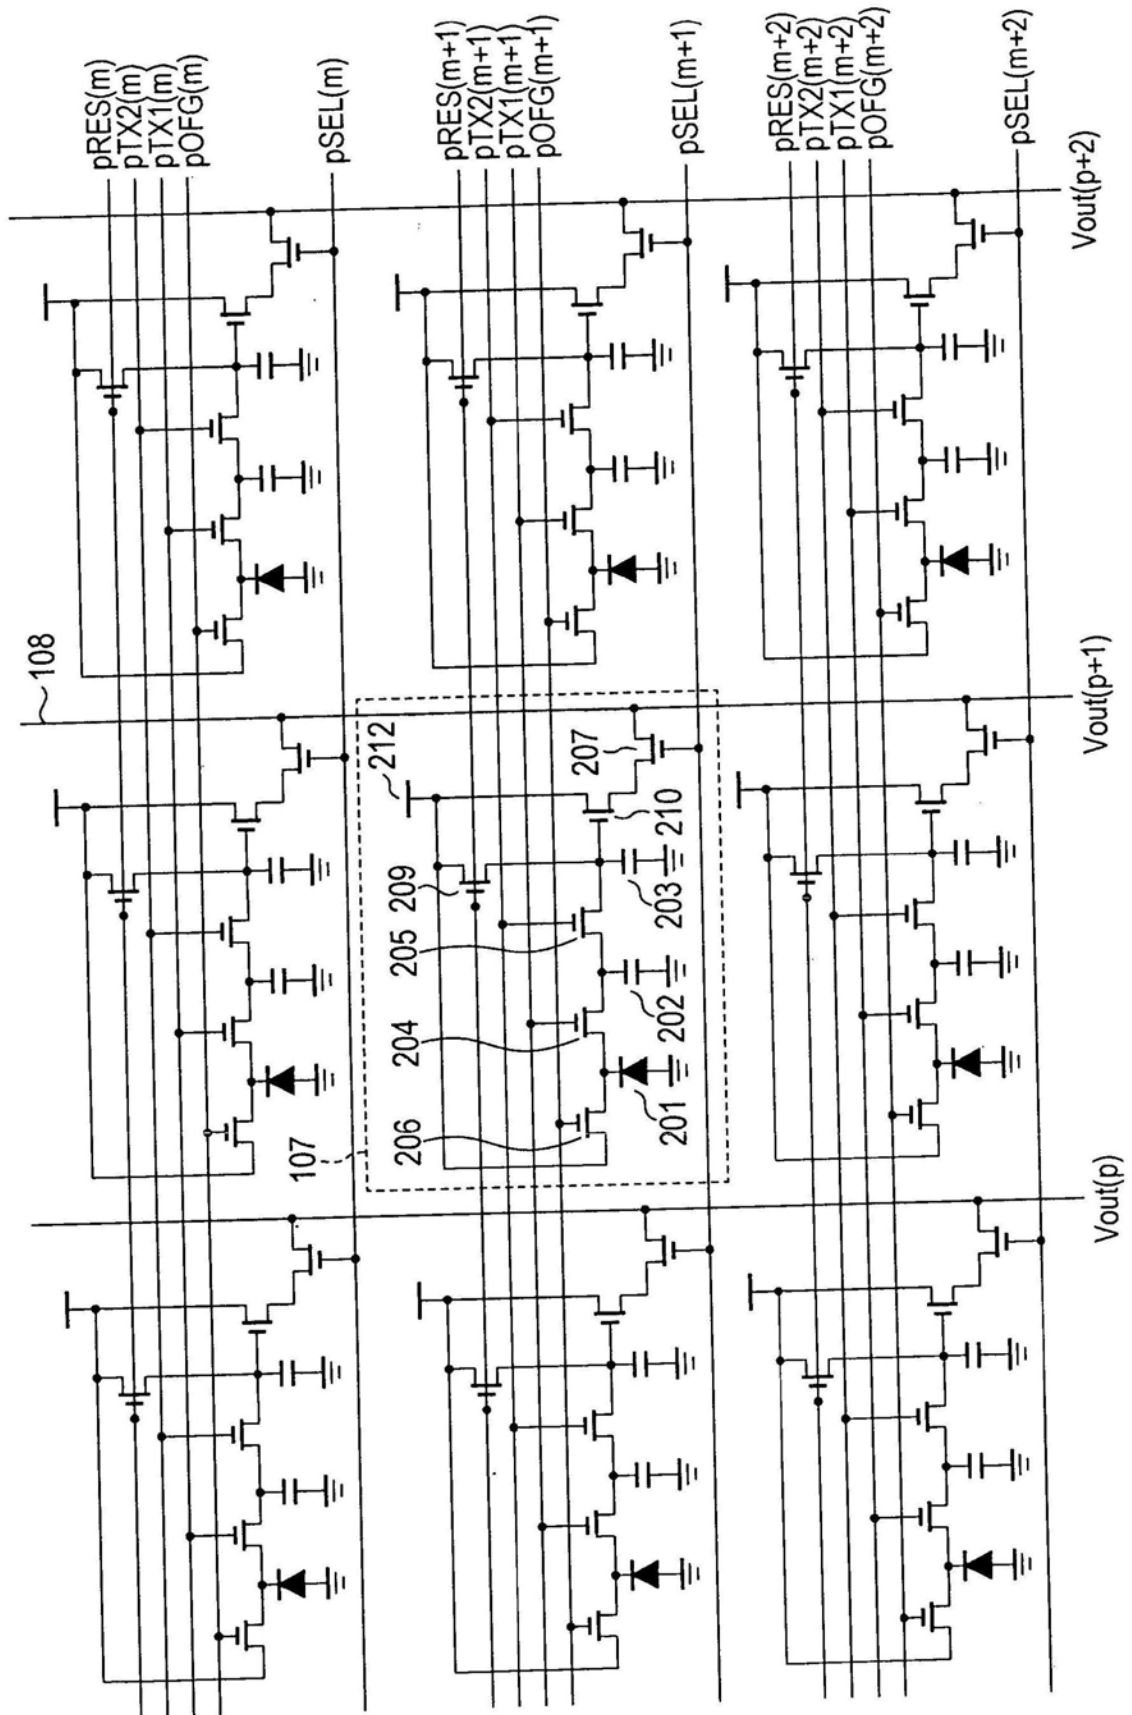 pRES(m)
pTX2(m)
pTX1(m)
pOFG(m)
pSEL(m)
pRES(m+1)
pTX2(m+1)
pTX1(m+1)
pOFG(m+1)
pSEL(m+1)
pRES(m+2)
pTX2(m+2)
pTX1(m+2)
pOFG(m+2)
pSEL(m+2)
Vout(p+2)
108
Vout(p+1)
107
212
209
205
204
206
207
210
203
202
201
Vout(p)